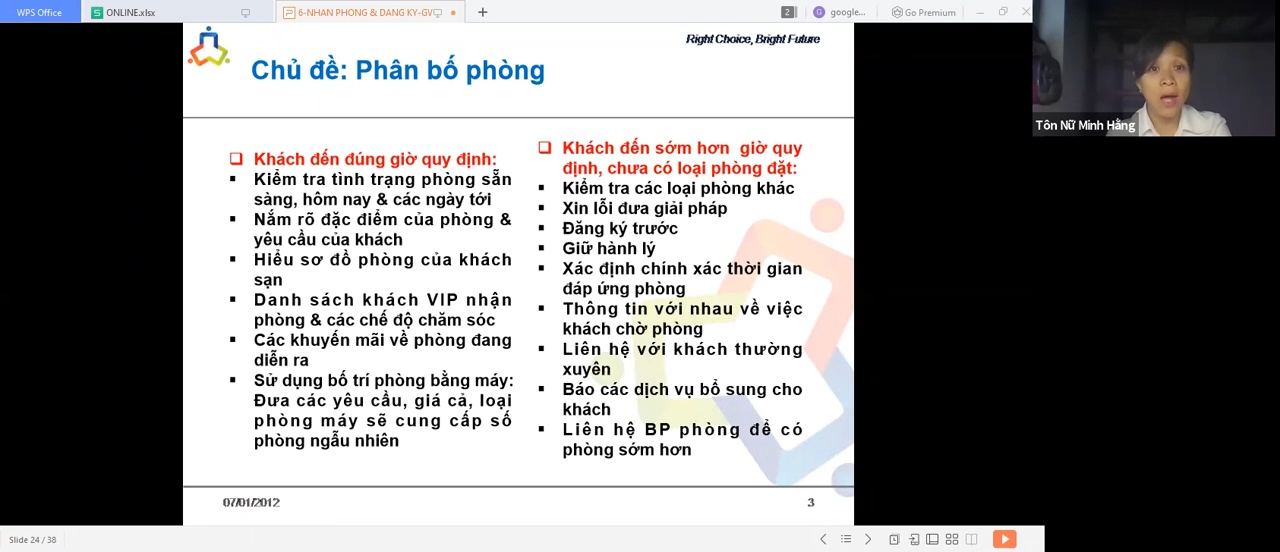 WPS Office
ONLINE.xlsx
6-NHAN PHONG & DANG KY-GV
2
G
google...
Go Premium
Right Choice, Bright Future
Chủ đề: Phân bố phòng
Khách đến đúng giờ quy định:
Kiểm tra tình trạng phòng sẵn
sàng, hôm nay & các ngày tới
Nắm rõ đặc điểm của phòng &
yêu cầu của khách
Hiểu sơ đồ phòng của khách
sạn
Danh sách khách VIP nhận
phòng & các chế độ chăm sóc
Các khuyến mãi về phòng đang
diễn ra
Sử dụng bố trí phòng bằng máy:
Đưa các yêu cầu, giá cả, loại
phòng máy sẽ cung cấp số
phòng ngẫu nhiên
Khách đến sớm hơn giờ quy
định, chưa có loại phòng đặt:
Kiểm tra các loại phòng khác
Xin lỗi đưa giải pháp
Đăng ký trước
Giữ hành lý
Xác định chính xác thời gian
đáp ứng phòng
Thông tin với nhau về việc
khách chờ phòng
Liên hệ với khách thường
xuyên
Báo các dịch vụ bổ sung cho
khách
Liên hệ BP phòng để có
phòng sớm hơn
07/01/2012
3
Tôn Nữ Minh Hằng
Slide 24 / 38